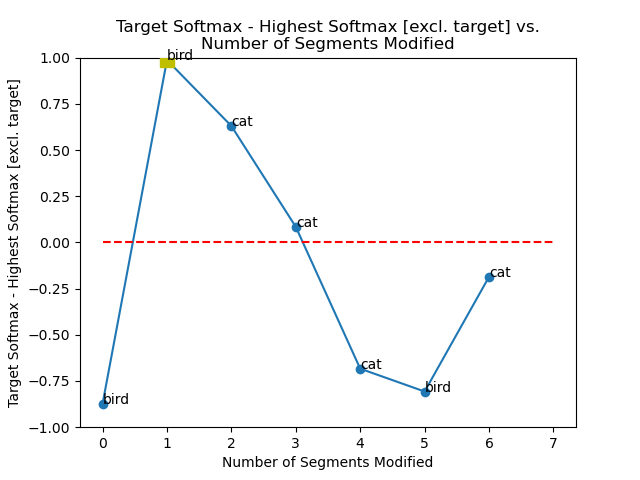 Target Softmax - Highest Softmax [excl. target] vs.
Number of Segments Modified
Target Softmax - Highest Softmax [excl. target]
1.00
0.75
0.50
0.25
0.00
−0.25
−0.50
−0.75
−1.00
bird
bird
cat
cat
cat
bird
cat
0 1 2 3 4 5 6 7
Number of Segments Modified